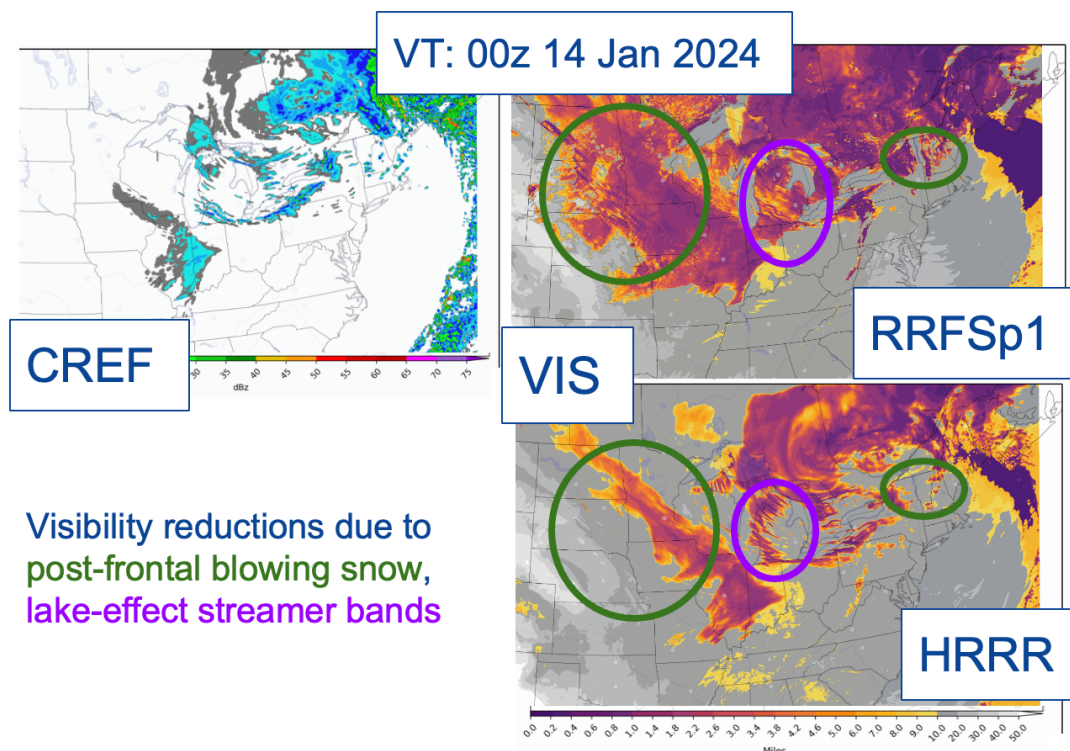 VT: 00z 14 Jan 2024
CREF
30 35 40 45 50 55 60 65 70 75
dBz
VIS
RRFSp1
Visibility reductions due to
post-frontal blowing snow,
lake-effect streamer bands
HRRR
0.0 0.2 0.4 0.6 0.8 1.0 1.4 1.8 2.2 2.6 3.0 3.4 3.8 4.2 4.6 5.0 6.0 7.0 8.0 9.0 10.0 20.0 30.0 40.0 50.0
Miles